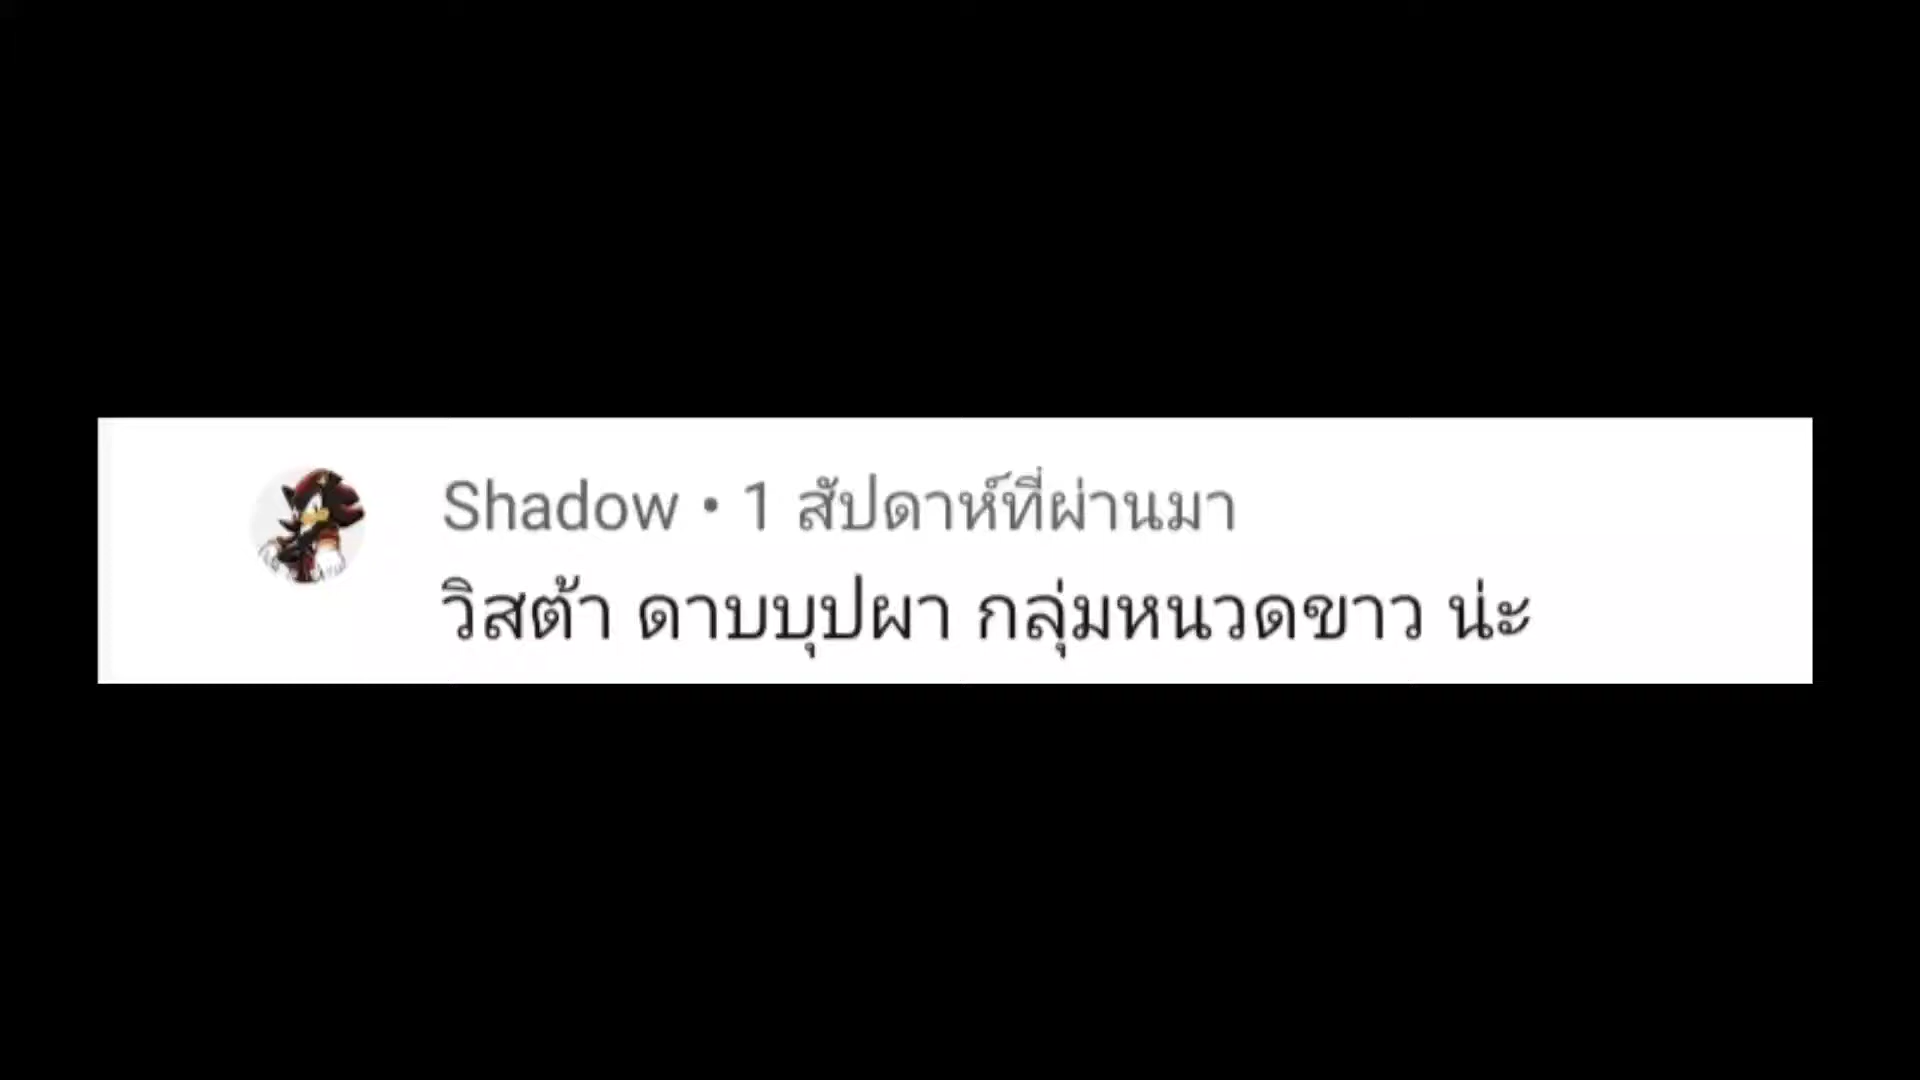 Shadow • 1 สัปดาห์ที่ผ่านมา
วิสต้า ดาบบุปผา กลุ่มหนวดขาว น่ะ